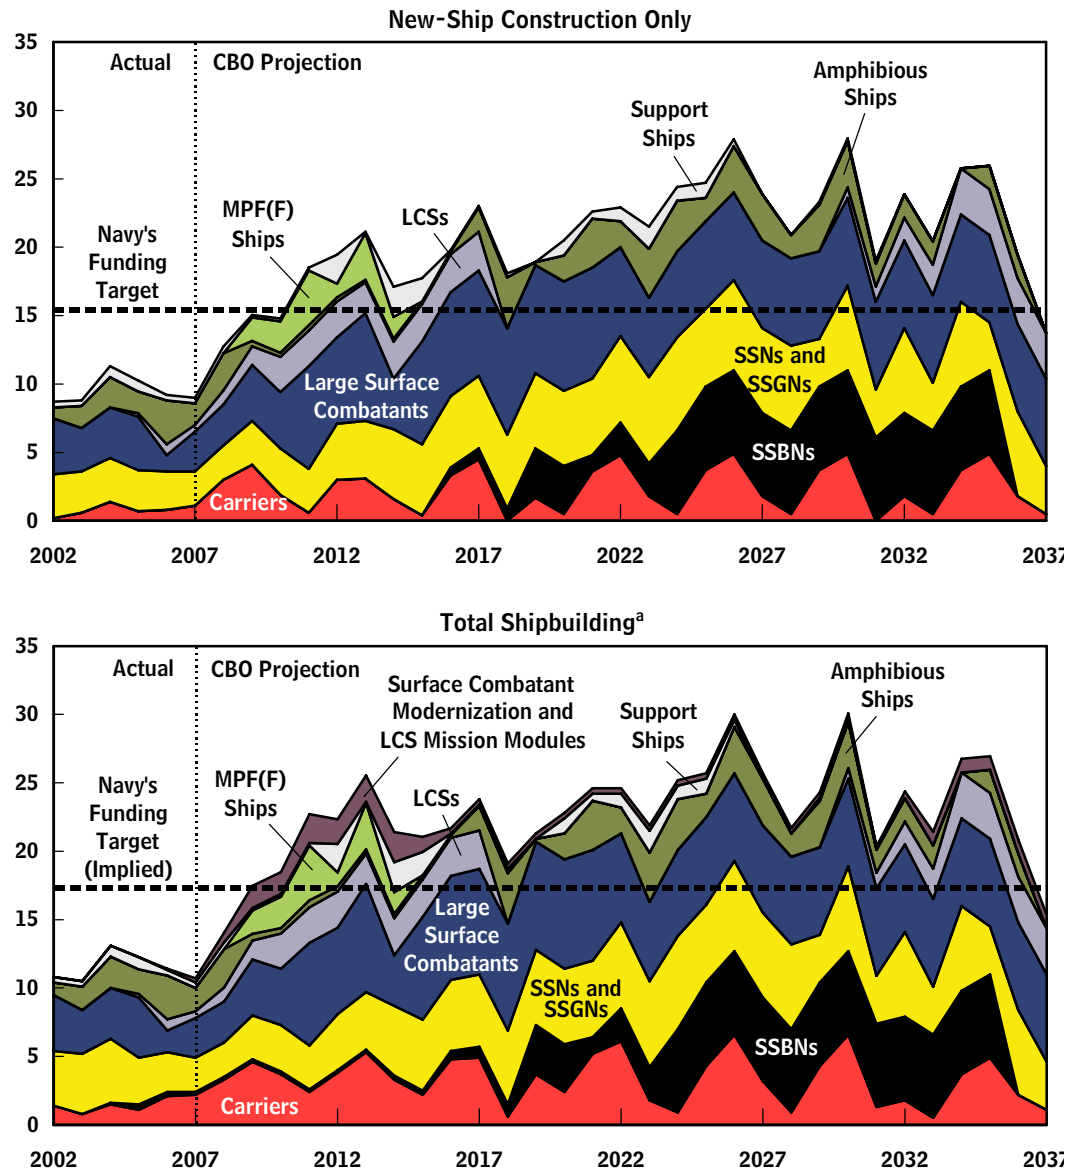 New-Ship Construction Only
35
Actual
CBO Projection
Amphibious
Ships
30
Support
Ships
25
MPF(F)
Ships
LCSs
20
Navy's
Funding
Target
15
SSNs and
SSGNs
10
Large Surface
Combatants
5
SSBNs
Carriers
0
2002
2007
2012
2017
2022
2027
2032
2037
Total Shipbuildingª
35
Actual
CBO Projection
Surface Combatant
Modernization and
LCS Mission Modules
Amphibious
Ships
30
Support
Ships
25
MPF(F)
Ships
LCSs
Navy's
Funding
Target
(Implied)
20
15
Large
Surface
Combatants
10
SSNs and
SSGNs
5
SSBNs
Carriers
0
2002
2007
2012
2017
2022
2027
2032
2037